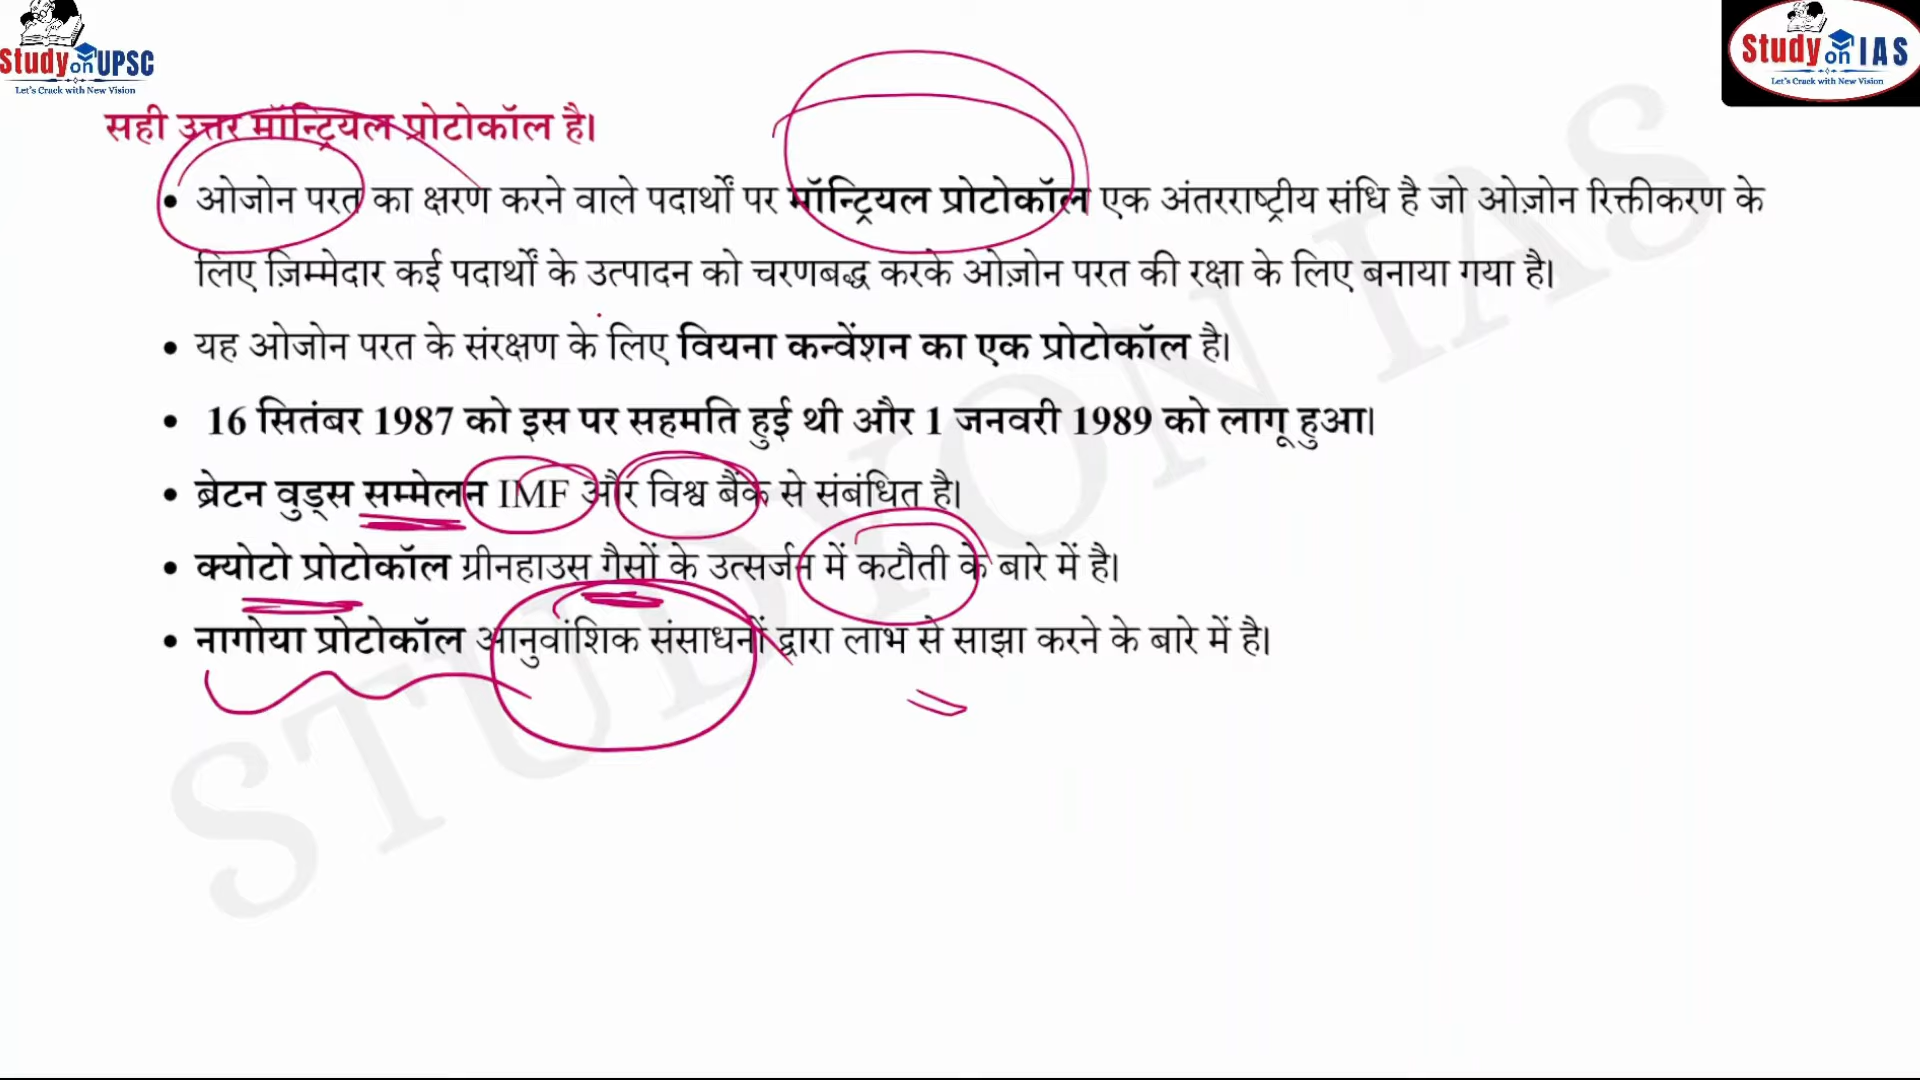 Study on UPSC
Let's Crack with New Vision
Study on IAS
Let's Crack with New Vision
सही उत्तर मॉन्ट्रियल प्रोटोकॉल है।
• ओजोन परत का क्षरण करने वाले पदार्थों पर मॉन्ट्रियल प्रोटोकॉल एक अंतरराष्ट्रीय संधि है जो ओज़ोन रिक्तीकरण के
लिए ज़िम्मेदार कई पदार्थों के उत्पादन को चरणबद्ध करके ओज़ोन परत की रक्षा के लिए बनाया गया है।
• यह ओजोन परत के संरक्षण के लिए वियना कन्वेंशन का एक प्रोटोकॉल है।
• 16 सितंबर 1987 को इस पर सहमति हुई थी और 1 जनवरी 1989 को लागू हुआ।
• ब्रेटन वुड्स सम्मेलन IMF और विश्व बैंक से संबंधित है।
• क्योटो प्रोटोकॉल ग्रीनहाउस गैसों के उत्सर्जन में कटौती के बारे में है।
• नागोया प्रोटोकॉल आनुवांशिक संसाधनों द्वारा लाभ से साझा करने के बारे में है।
STUDY ON IAS